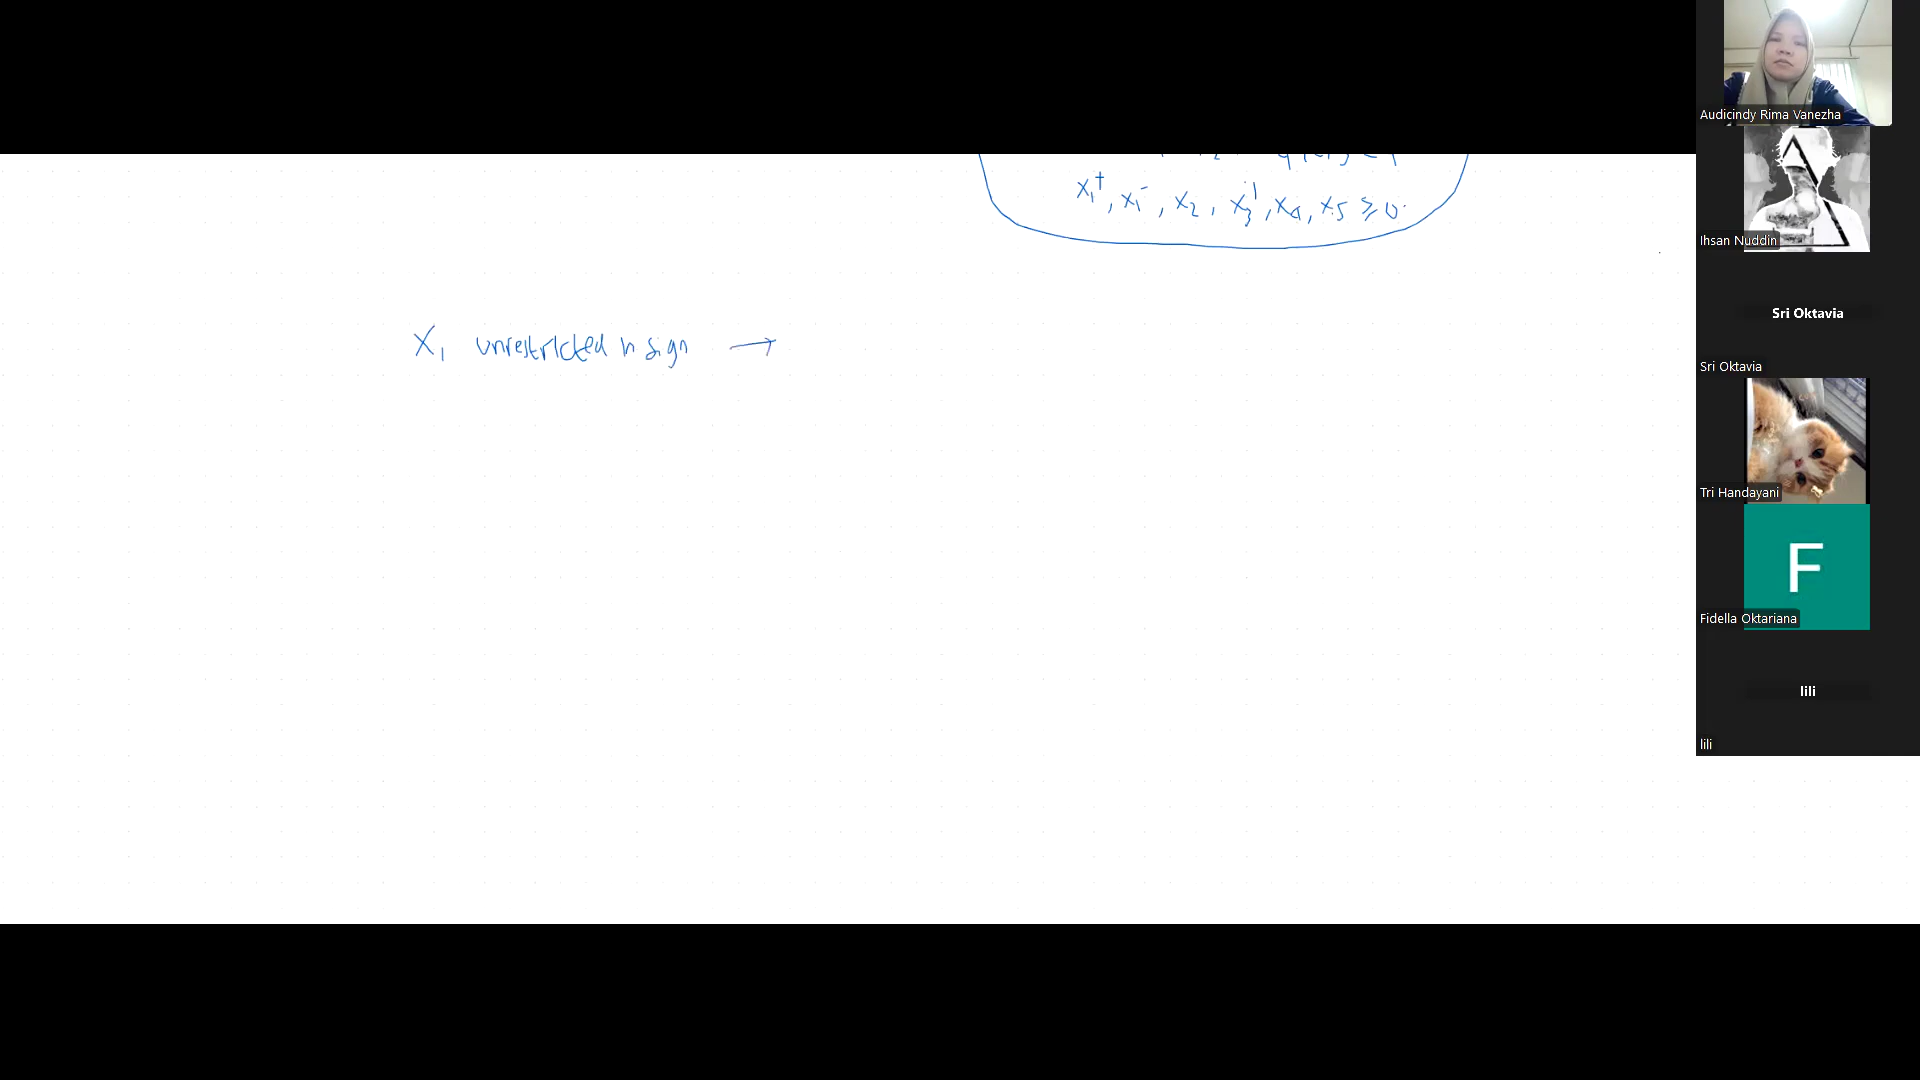 x₁⁺, x₁⁻, x₂, x₃', x₄, x₅ ≥ 0
X₁ unrestricted in sign →
Audicindy Rima Vanezha
Ihsan Nuddin
Sri Oktavia
Sri Oktavia
Tri Handayani
F
Fidella Oktariana
lili
lili